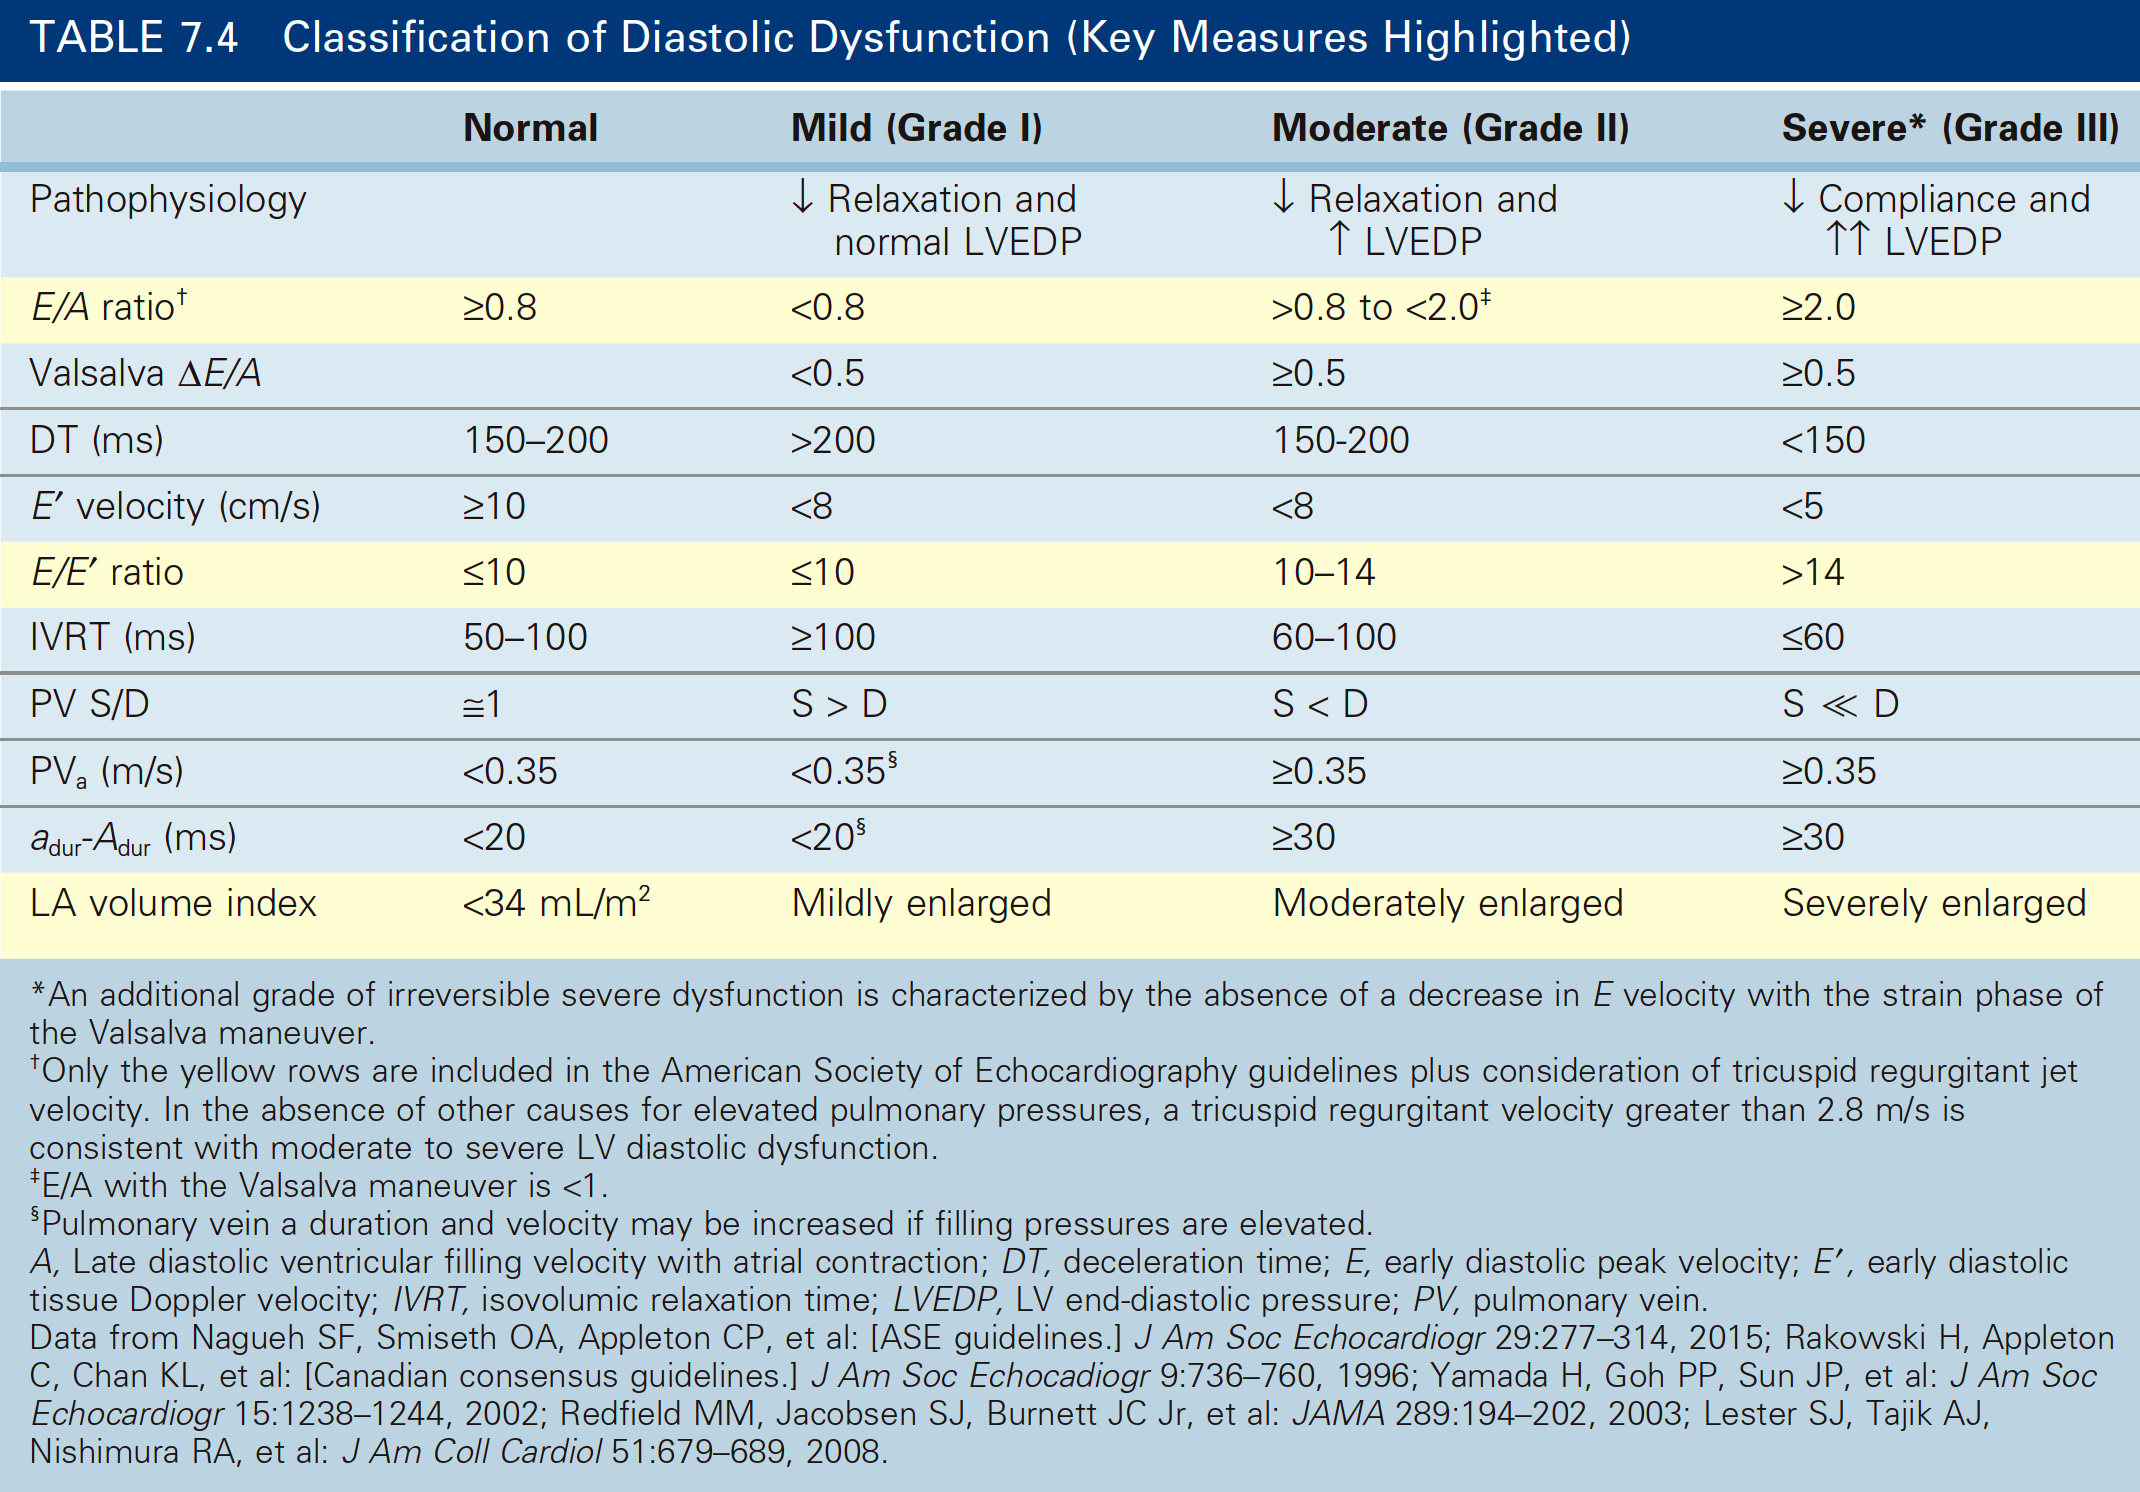 TABLE 7.4 Classification of Diastolic Dysfunction (Key Measures Highlighted)
Normal Mild (Grade I) Moderate (Grade II) Severe* (Grade III)
Pathophysiology ↓ Relaxation and normal LVEDP ↓ Relaxation and ↑ LVEDP ↓ Compliance and ↑↑ LVEDP
E/A ratio† ≥0.8 <0.8 >0.8 to <2.0‡ ≥2.0
Valsalva ΔE/A <0.5 ≥0.5 ≥0.5
DT (ms) 150–200 >200 150-200 <150
E′ velocity (cm/s) ≥10 <8 <8 <5
E/E′ ratio ≤10 ≤10 10–14 >14
IVRT (ms) 50–100 ≥100 60–100 ≤60
PV S/D ≅1 S > D S < D S ≪ D
PVa (m/s) <0.35 <0.35§ ≥0.35 ≥0.35
adur-Adur (ms) <20 <20§ ≥30 ≥30
LA volume index <34 mL/m² Mildly enlarged Moderately enlarged Severely enlarged
*An additional grade of irreversible severe dysfunction is characterized by the absence of a decrease in E velocity with the strain phase of
the Valsalva maneuver.
†Only the yellow rows are included in the American Society of Echocardiography guidelines plus consideration of tricuspid regurgitant jet
velocity. In the absence of other causes for elevated pulmonary pressures, a tricuspid regurgitant velocity greater than 2.8 m/s is
consistent with moderate to severe LV diastolic dysfunction.
‡E/A with the Valsalva maneuver is <1.
§Pulmonary vein a duration and velocity may be increased if filling pressures are elevated.
A, Late diastolic ventricular filling velocity with atrial contraction; DT, deceleration time; E, early diastolic peak velocity; E′, early diastolic
tissue Doppler velocity; IVRT, isovolumic relaxation time; LVEDP, LV end-diastolic pressure; PV, pulmonary vein.
Data from Nagueh SF, Smiseth OA, Appleton CP, et al: [ASE guidelines.] J Am Soc Echocardiogr 29:277–314, 2015; Rakowski H, Appleton
C, Chan KL, et al: [Canadian consensus guidelines.] J Am Soc Echocadiogr 9:736–760, 1996; Yamada H, Goh PP, Sun JP, et al: J Am Soc
Echocardiogr 15:1238–1244, 2002; Redfield MM, Jacobsen SJ, Burnett JC Jr, et al: JAMA 289:194–202, 2003; Lester SJ, Tajik AJ,
Nishimura RA, et al: J Am Coll Cardiol 51:679–689, 2008.